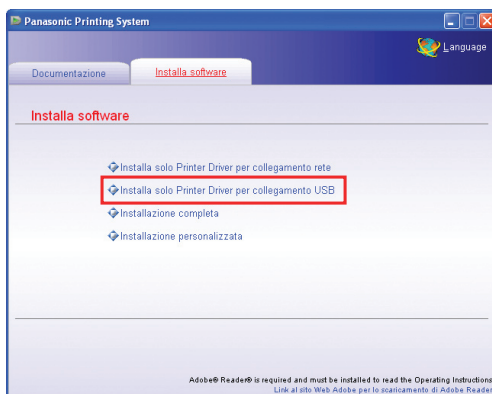 Panasonic Printing System
Language
Documentazione
Installa software
Installa software
Installa solo Printer Driver per collegamento rete
Installa solo Printer Driver per collegamento USB
Installazione completa
Installazione personalizzata
Adobe® Reader® is required and must be installed to read the Operating Instructions
Link al sito Web Adobe per lo scaricamento di Adobe Reader